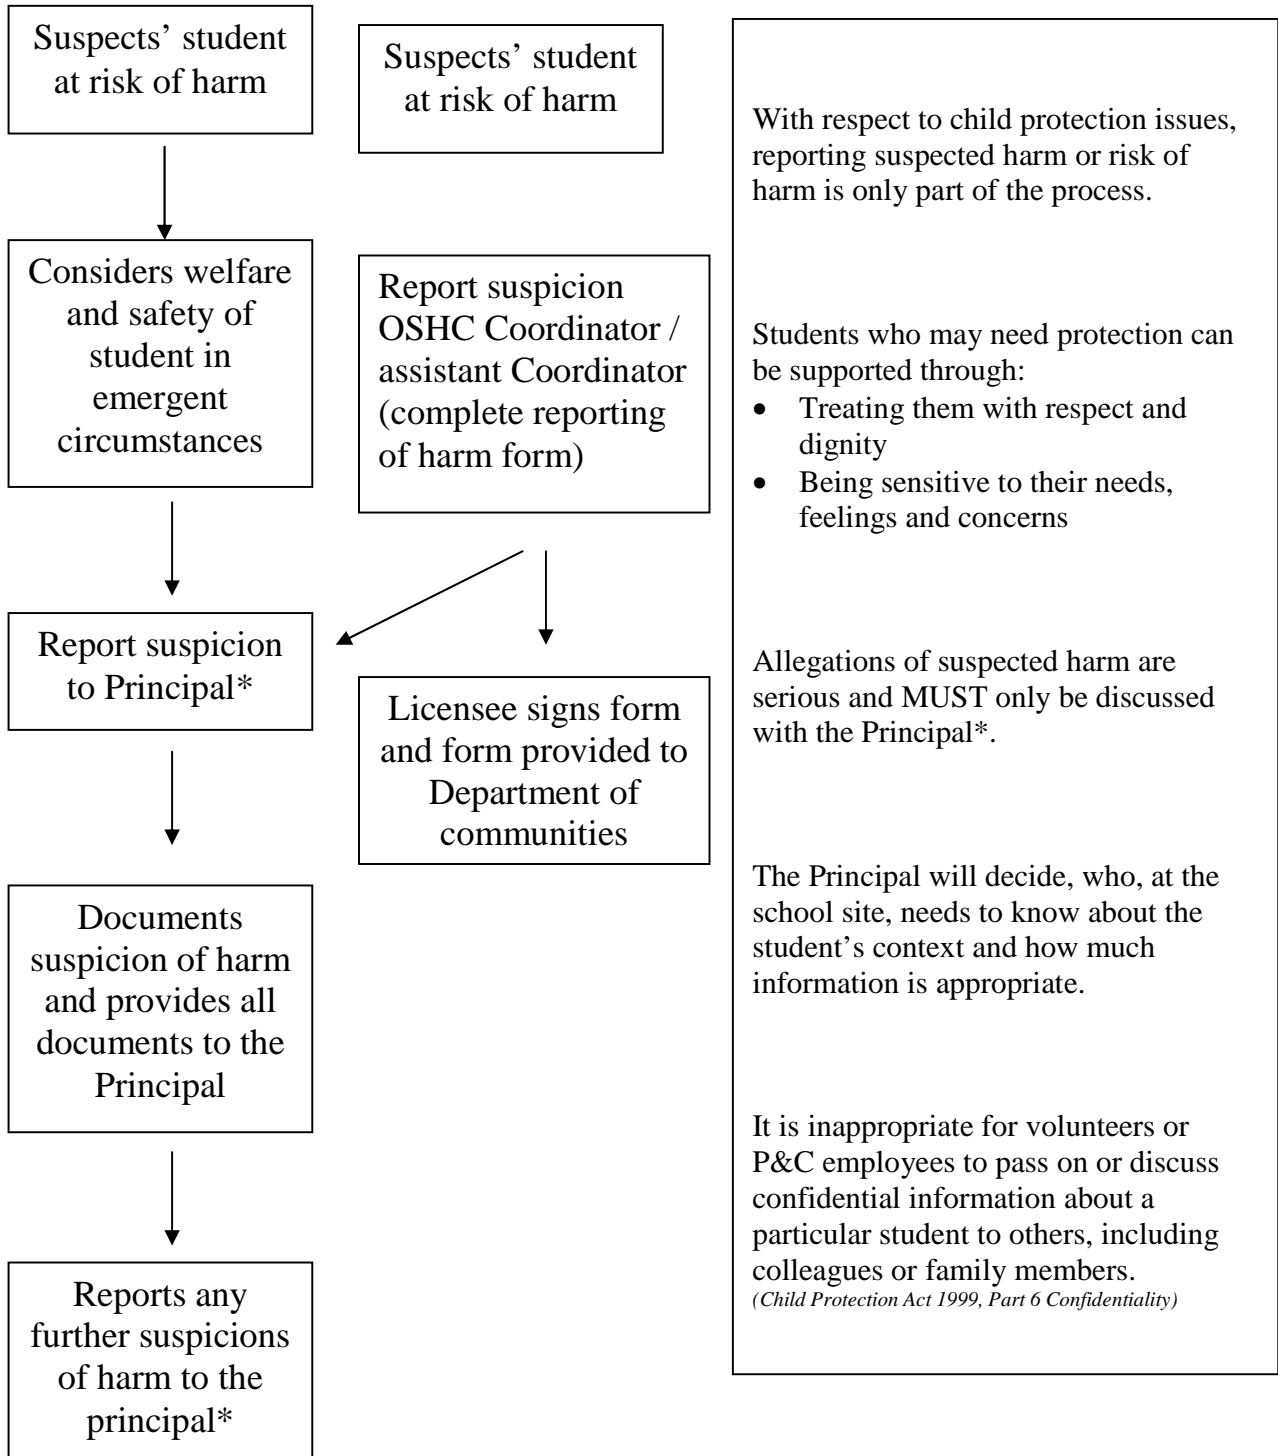 Suspects’ student
at risk of harm
Considers welfare
and safety of
student in
emergent
circumstances
Report suspicion
to Principal*
Documents
suspicion of harm
and provides all
documents to the
Principal
Reports any
further suspicions
of harm to the
principal*
Suspects’ student
at risk of harm
Report suspicion
OSHC Coordinator /
assistant Coordinator
(complete reporting
of harm form)
Licensee signs form
and form provided to
Department of
communities
With respect to child protection issues,
reporting suspected harm or risk of
harm is only part of the process.
Students who may need protection can
be supported through:
• Treating them with respect and
dignity
• Being sensitive to their needs,
feelings and concerns
Allegations of suspected harm are
serious and MUST only be discussed
with the Principal*.
The Principal will decide, who, at the
school site, needs to know about the
student’s context and how much
information is appropriate.
It is inappropriate for volunteers or
P&C employees to pass on or discuss
confidential information about a
particular student to others, including
colleagues or family members.
(Child Protection Act 1999, Part 6 Confidentiality)